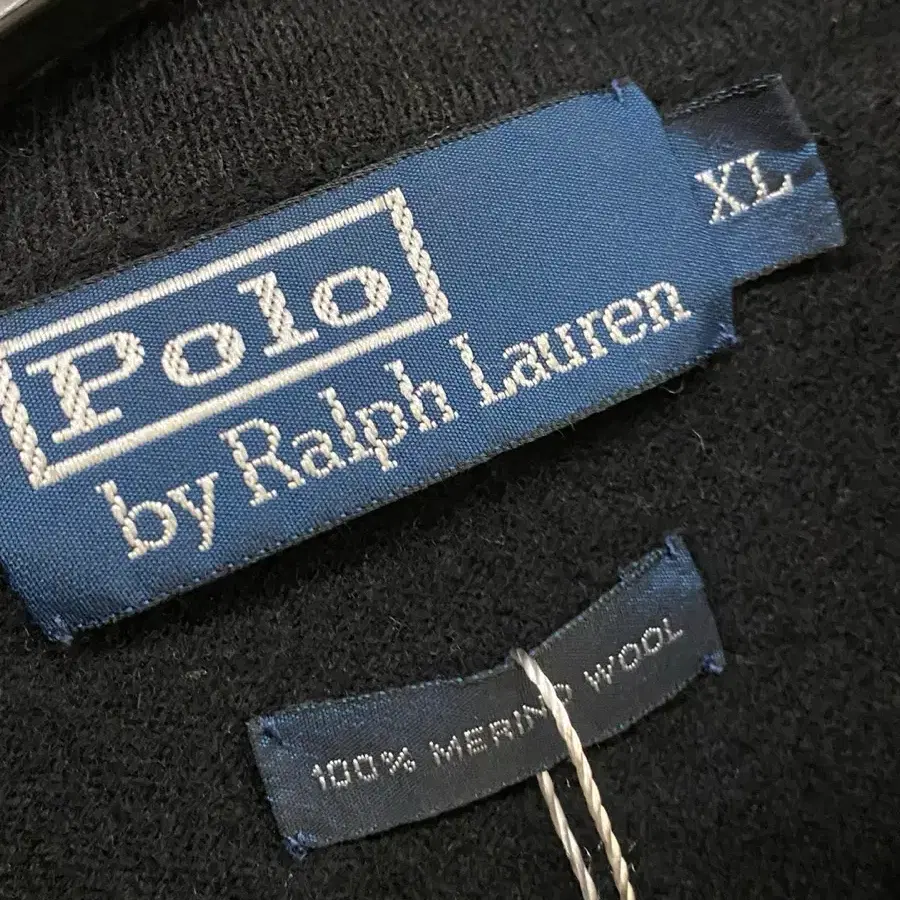 Polo
by Ralph Lauren
XL
100% MERINO WOOL